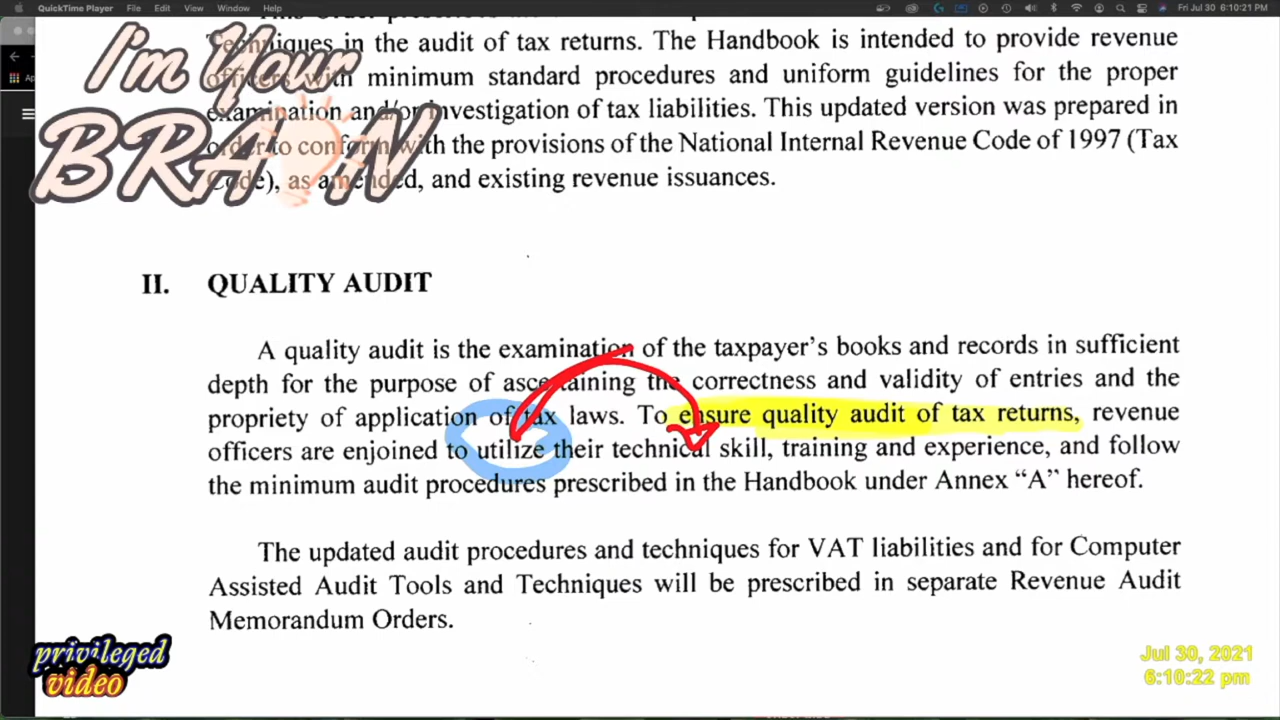 QuickTime Player File Edit View Window Help Fri Jul 30 6:10:21 PM
Techniques in the audit of tax returns. The Handbook is intended to provide revenue
officers with minimum standard procedures and uniform guidelines for the proper
examination and/or investigation of tax liabilities. This updated version was prepared in
order to conform with the provisions of the National Internal Revenue Code of 1997 (Tax
Code), as amended, and existing revenue issuances.
I'm Your
BRAIN
II. QUALITY AUDIT
A quality audit is the examination of the taxpayer's books and records in sufficient
depth for the purpose of ascertaining the correctness and validity of entries and the
propriety of application of tax laws. To ensure quality audit of tax returns, revenue
officers are enjoined to utilize their technical skill, training and experience, and follow
the minimum audit procedures prescribed in the Handbook under Annex “A” hereof.
The updated audit procedures and techniques for VAT liabilities and for Computer
Assisted Audit Tools and Techniques will be prescribed in separate Revenue Audit
Memorandum Orders.
privileged
video
Jul 30, 2021
6:10:22 pm